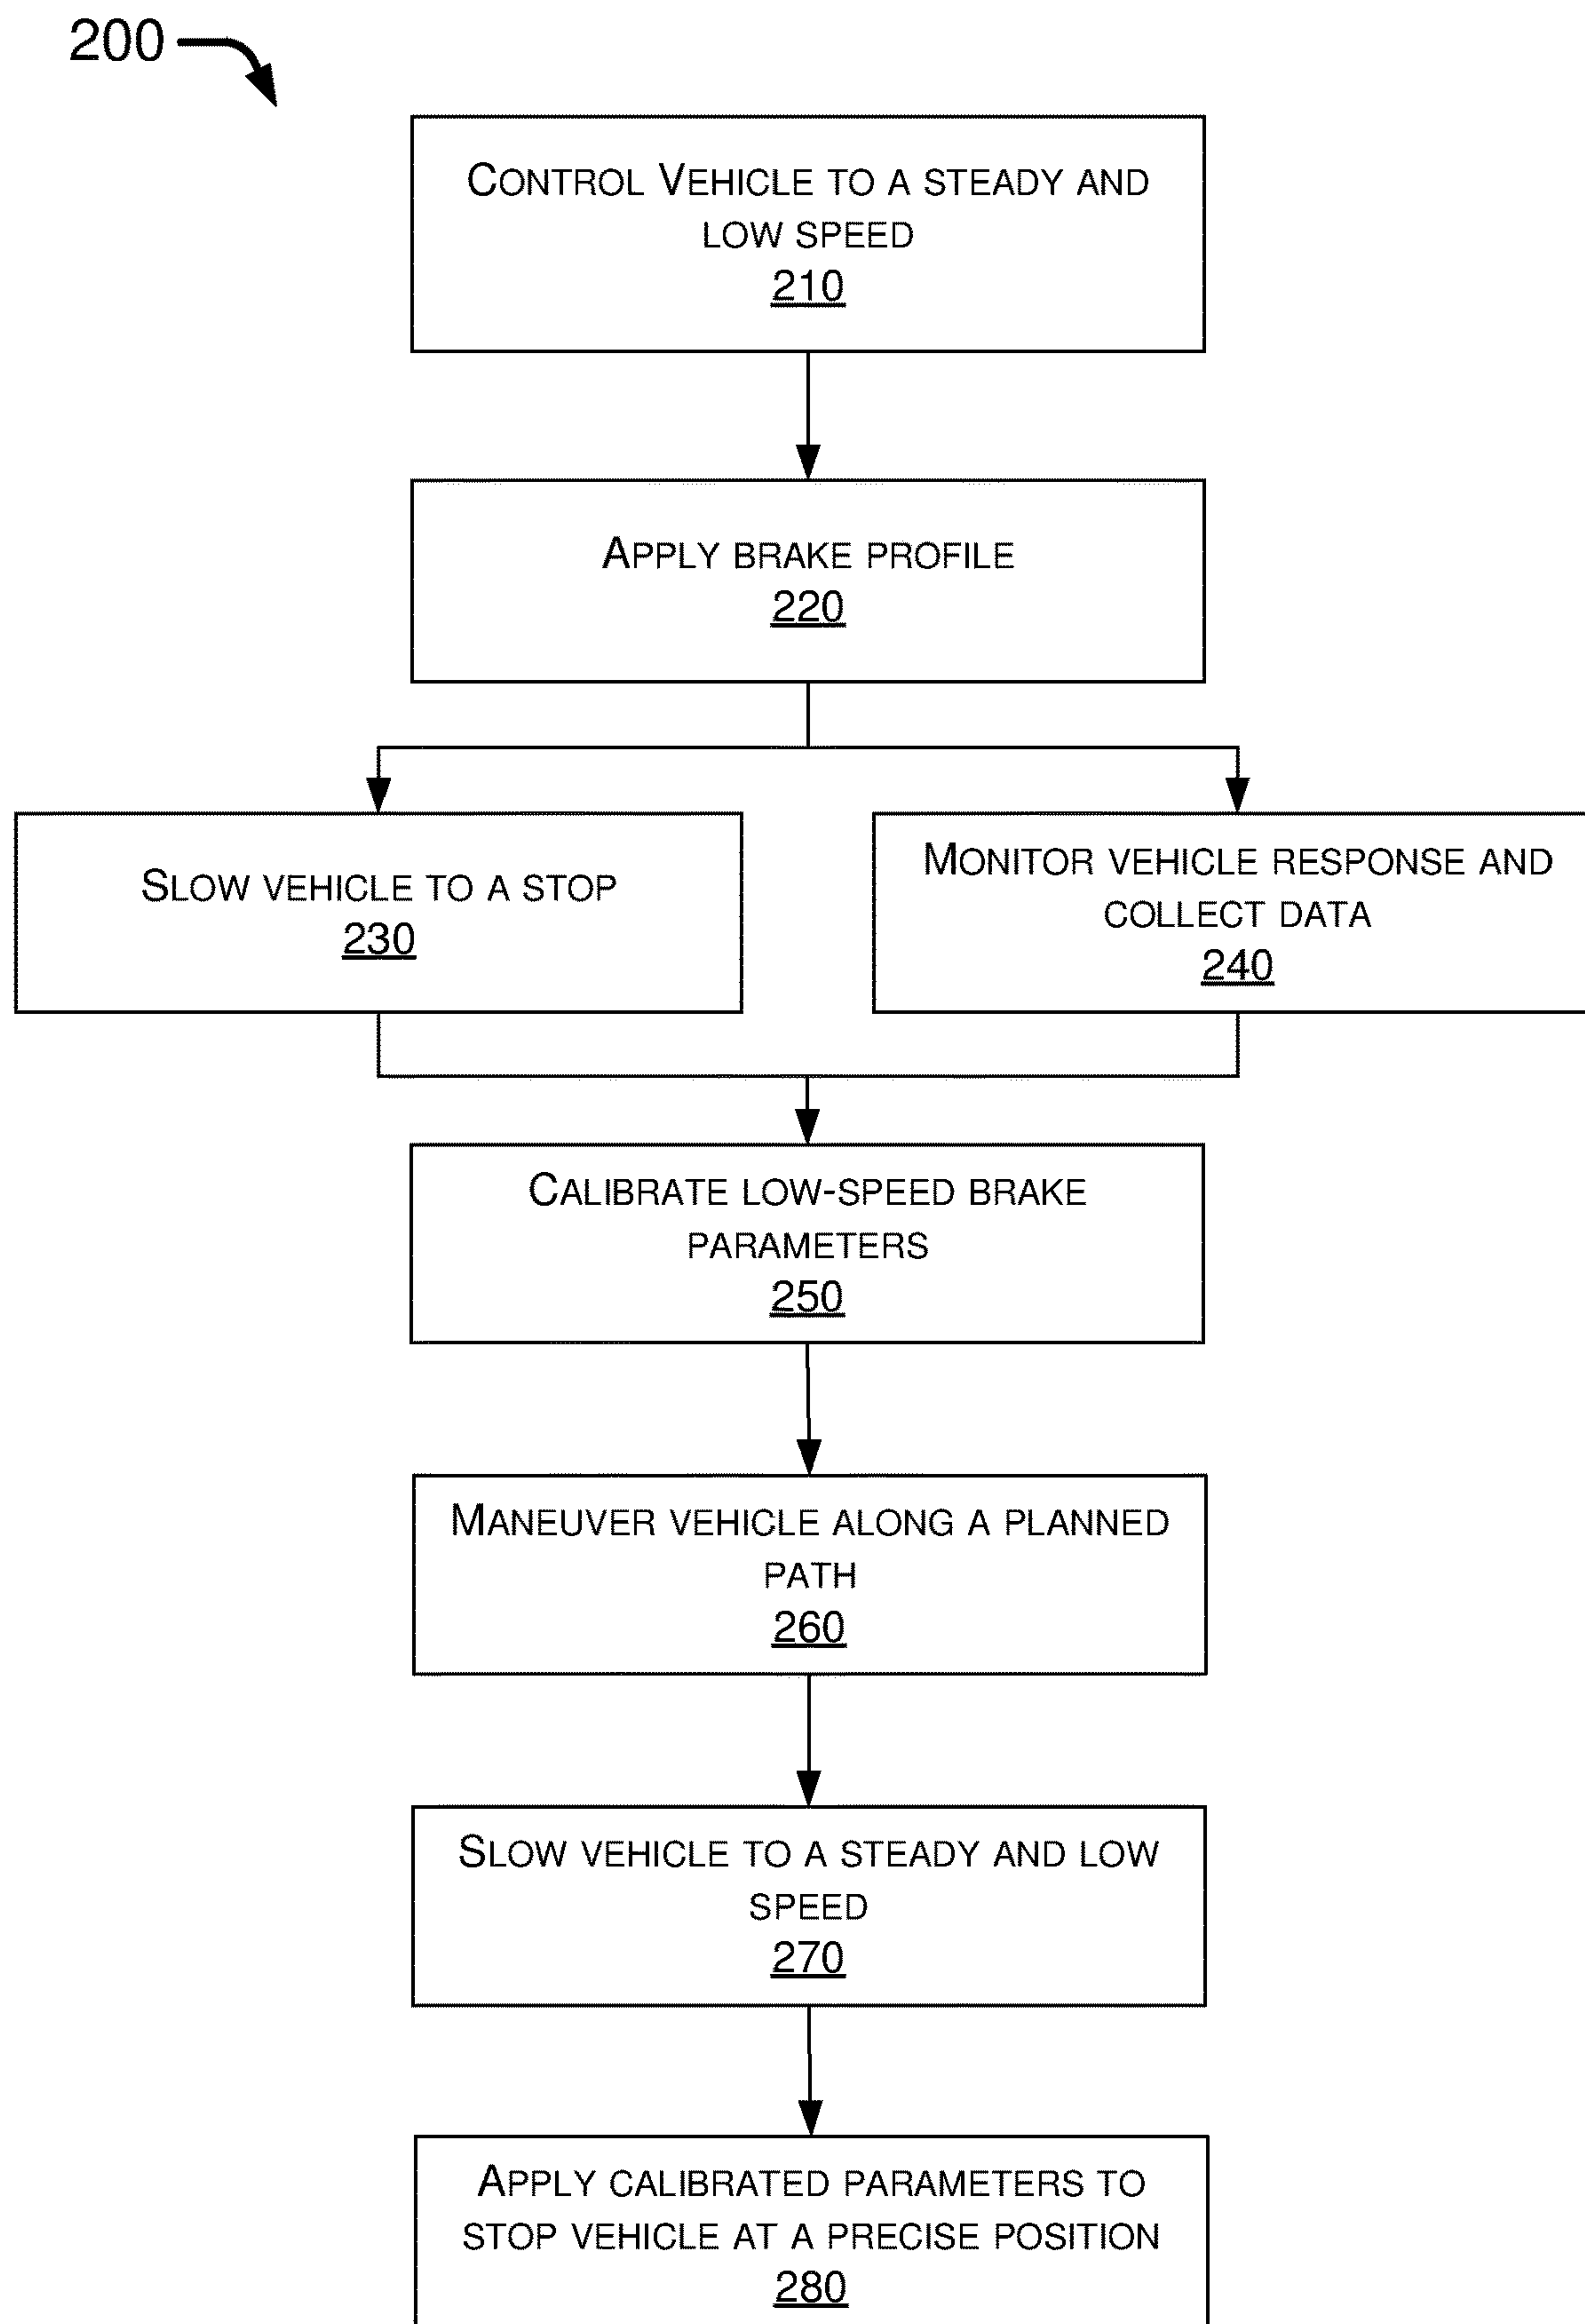 200
CONTROL VEHICLE TO A STEADY AND
LOW SPEED
210
APPLY BRAKE PROFILE
220
SLOW VEHICLE TO A STOP
230
MONITOR VEHICLE RESPONSE AND
COLLECT DATA
240
CALIBRATE LOW-SPEED BRAKE
PARAMETERS
250
MANEUVER VEHICLE ALONG A PLANNED
PATH
260
SLOW VEHICLE TO A STEADY AND LOW
SPEED
270
APPLY CALIBRATED PARAMETERS TO
STOP VEHICLE AT A PRECISE POSITION
280